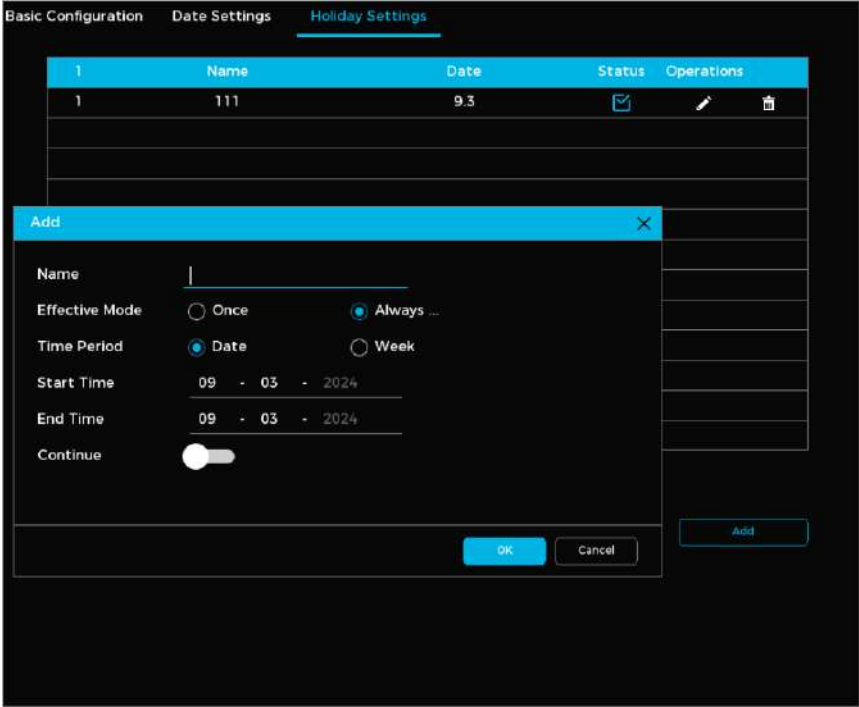 Basic Configuration Date Settings Holiday Settings
1 Name Date Status Operations
1 111 9.3
Add
Name
Effective Mode Once Always ...
Time Period Date Week
Start Time 09 - 03 - 2024
End Time 09 - 03 - 2024
Continue
Add
OK Cancel